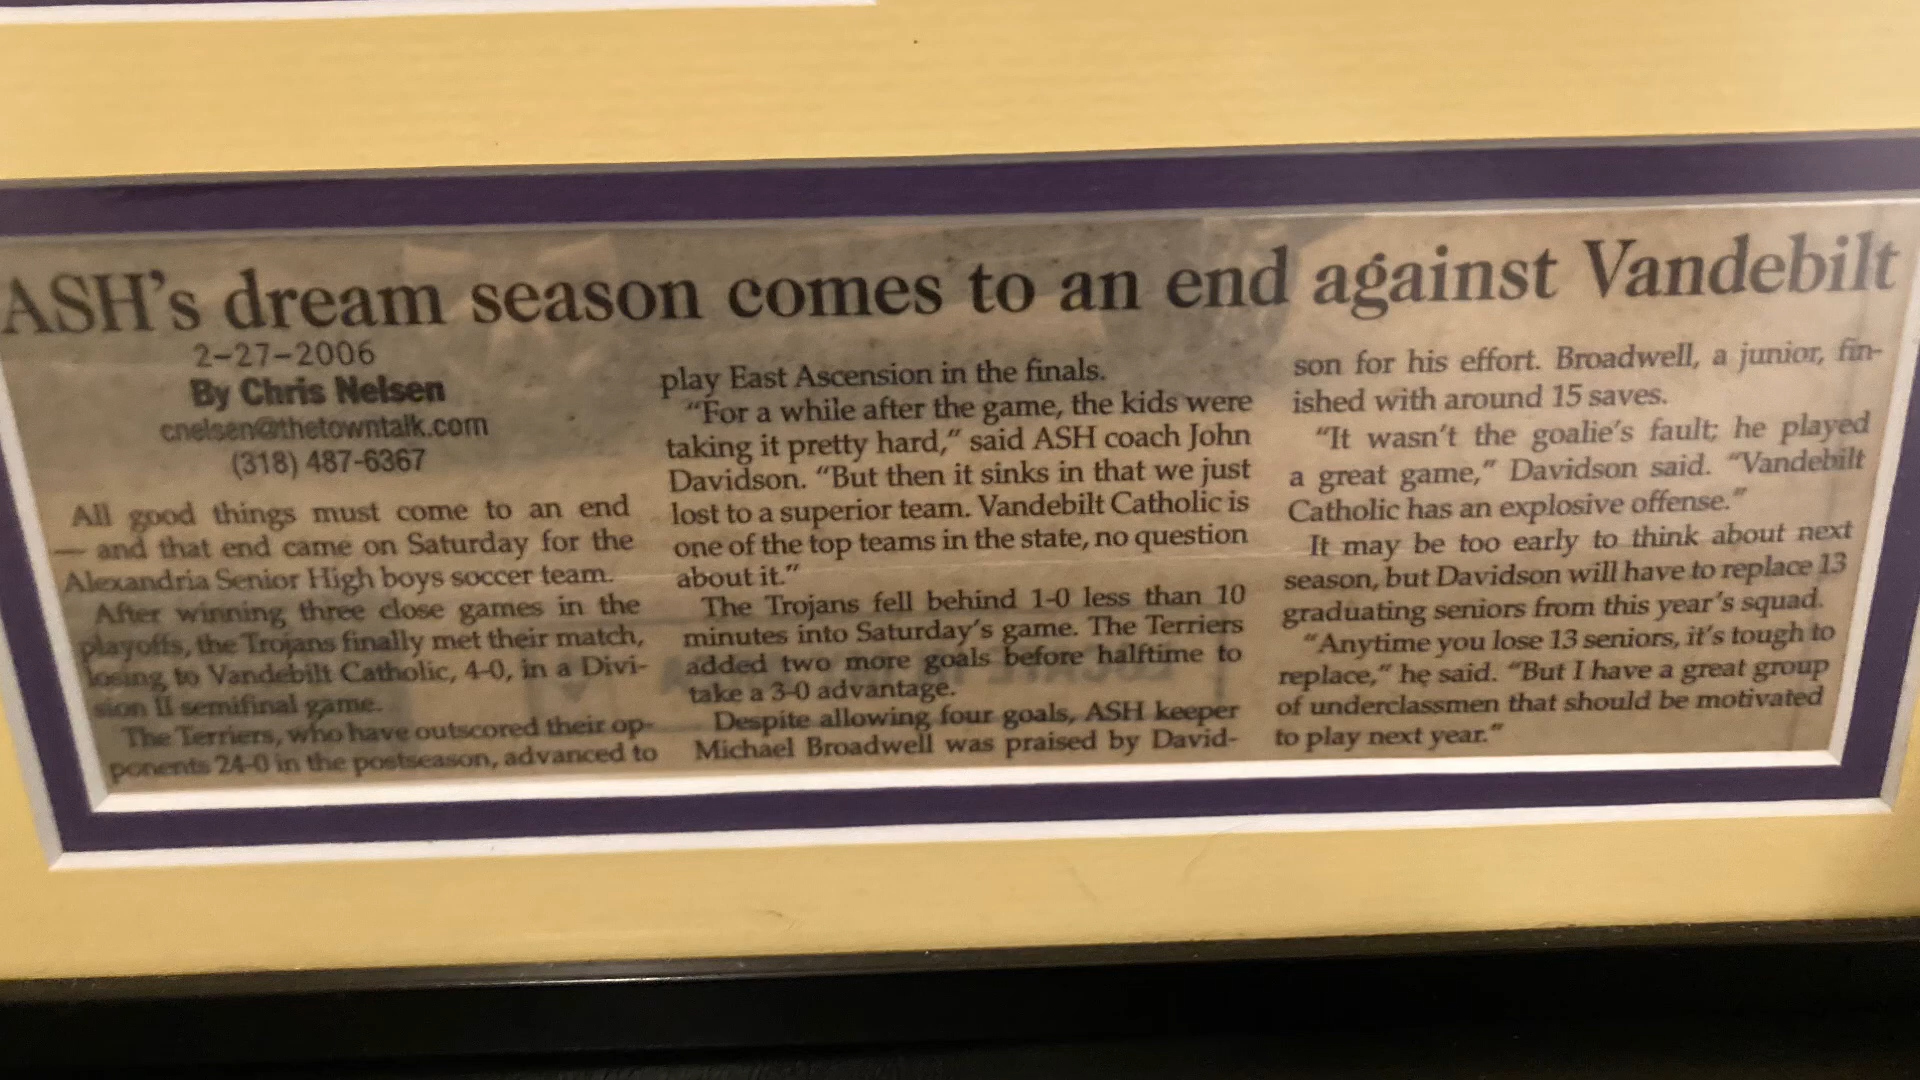 ASH's dream season comes to an end against Vandebilt
2-27-2006
By Chris Nelsen
cnelsen@thetowntalk.com
(318) 487-6367
All good things must come to an end
— and that end came on Saturday for the
Alexandria Senior High boys soccer team.
After winning three close games in the
playoffs, the Trojans finally met their match,
losing to Vandebilt Catholic, 4-0, in a Divi-
sion II semifinal game.
The Terriers, who have outscored their op-
ponents 24-0 in the postseason, advanced to
play East Ascension in the finals.
"For a while after the game, the kids were
taking it pretty hard," said ASH coach John
Davidson. "But then it sinks in that we just
lost to a superior team. Vandebilt Catholic is
one of the top teams in the state, no question
about it."
The Trojans fell behind 1-0 less than 10
minutes into Saturday's game. The Terriers
added two more goals before halftime to
take a 3-0 advantage.
Despite allowing four goals, ASH keeper
Michael Broadwell was praised by David-
son for his effort. Broadwell, a junior, fin-
ished with around 15 saves.
"It wasn't the goalie's fault; he played
a great game," Davidson said. "Vandebilt
Catholic has an explosive offense."
It may be too early to think about next
season, but Davidson will have to replace 13
graduating seniors from this year's squad.
"Anytime you lose 13 seniors, it's tough to
replace," he said. "But I have a great group
of underclassmen that should be motivated
to play next year."